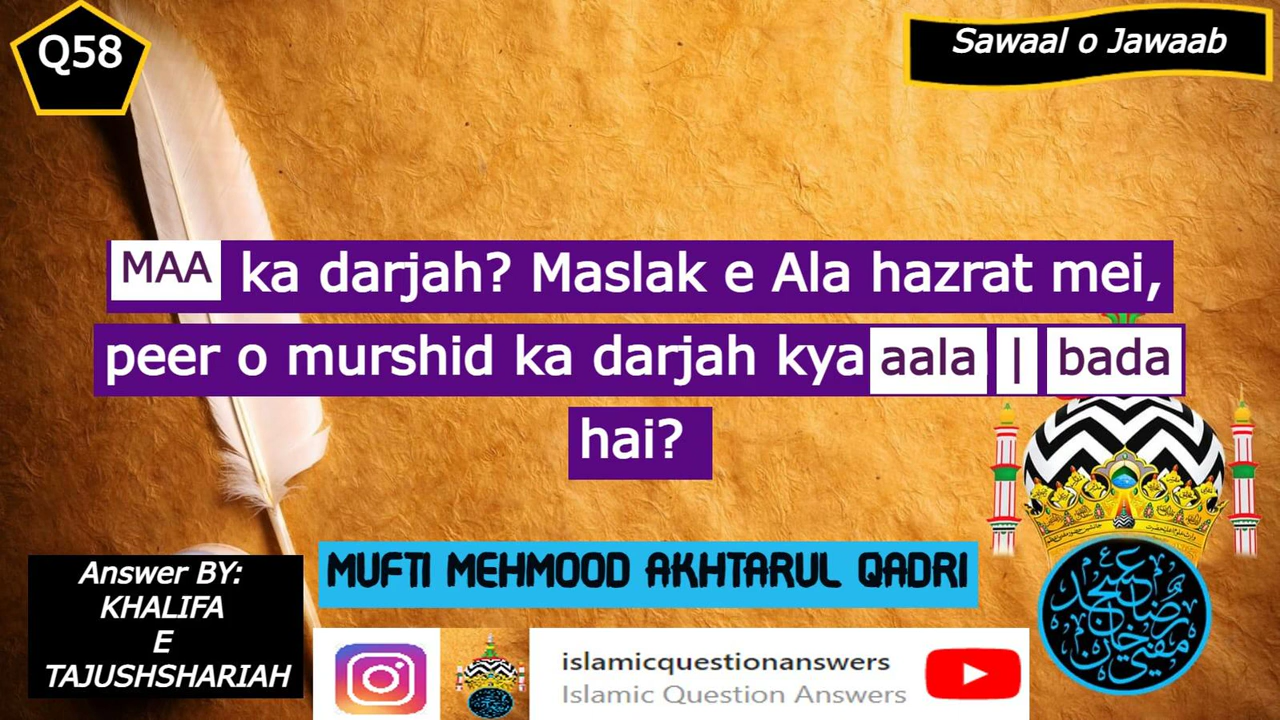 Q58
Sawaal o Jawaab
MAA ka darjah? Maslak e Ala hazrat mei,
peer o murshid ka darjah kya aala | bada
hai?
MUFTI MEHMOOD AKHTARUL QADRI
Answer BY:
KHALIFA
E
TAJUSHSHARIAH
islamicquestionanswers
Islamic Question Answers